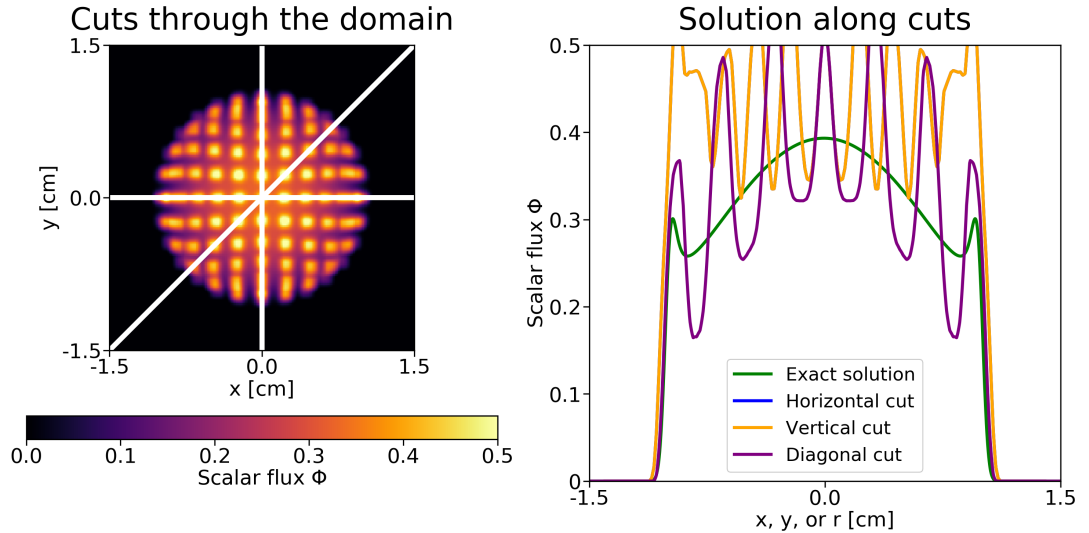 Cuts through the domain
1.5
0.0
-1.5
y [cm]
-1.5 0.0 1.5
x [cm]
0.0 0.1 0.2 0.3 0.4 0.5
Scalar flux Φ
Solution along cuts
0.5
0.4
0.3
0.2
0.1
0
Scalar flux Φ
Exact solution
Horizontal cut
Vertical cut
Diagonal cut
-1.5 0.0 1.5
x, y, or r [cm]